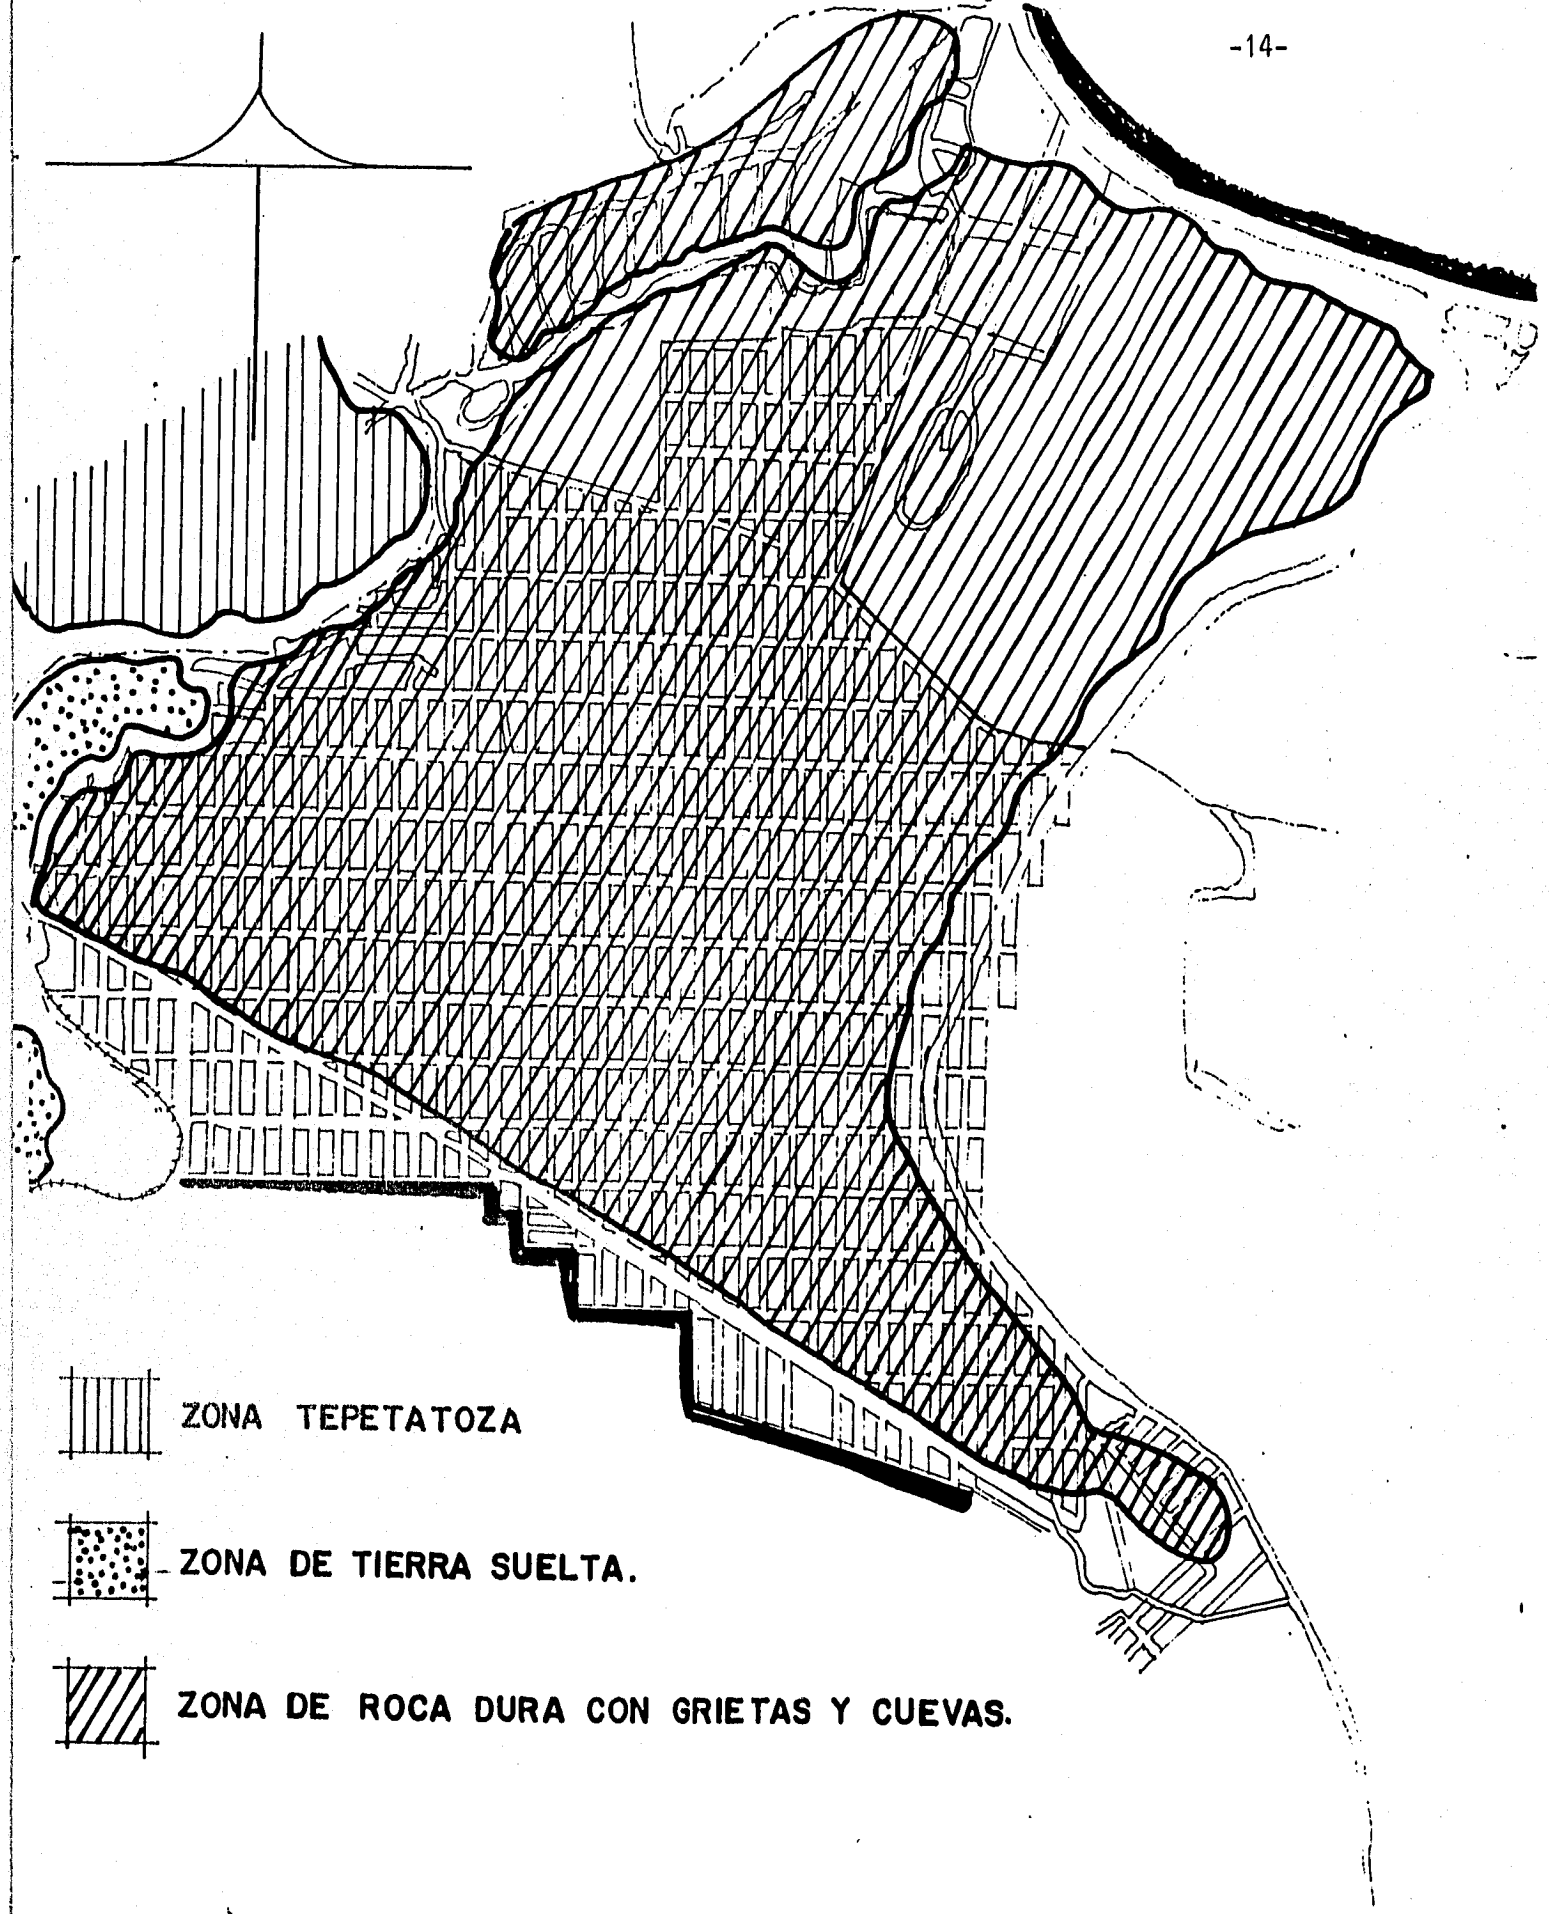 -14-
ZONA TEPETATOZA
ZONA DE TIERRA SUELTA.
ZONA DE ROCA DURA CON GRIETAS Y CUEVAS.